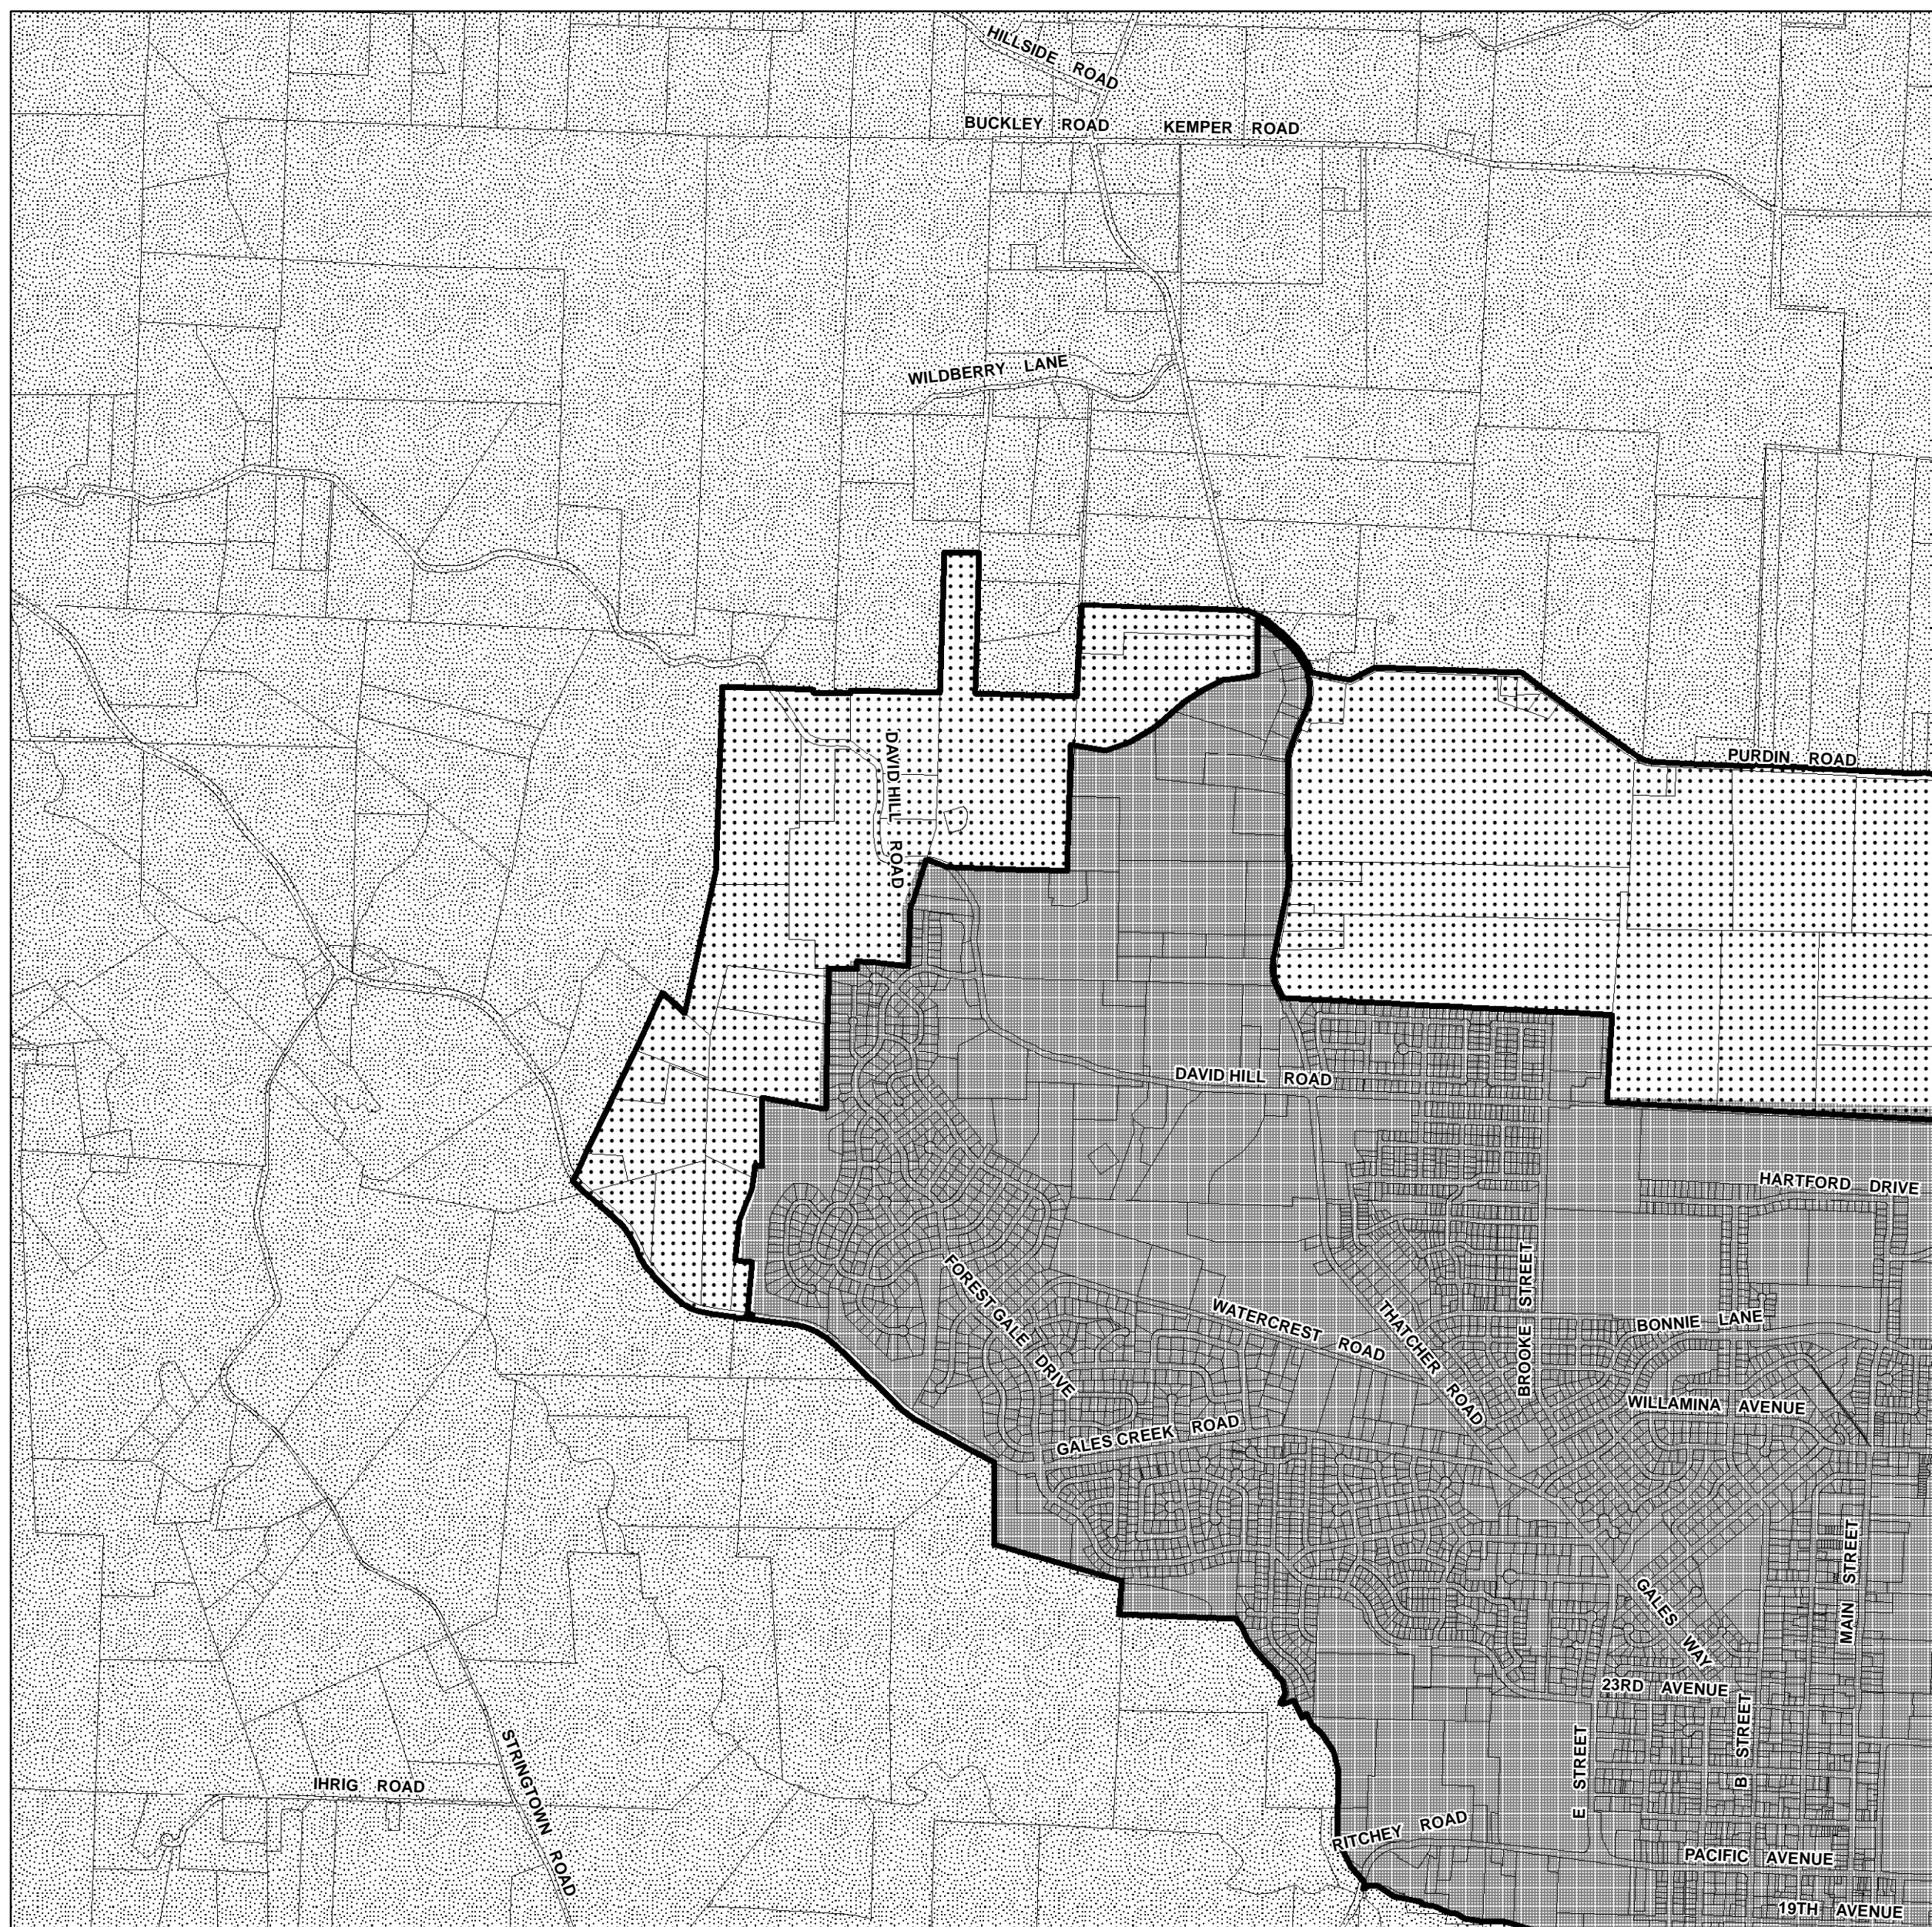 HILLSIDE ROAD
BUCKLEY ROAD
KEMPER ROAD
WILDBERRY LANE
DAVID HILL ROAD
PURDIN ROAD
DAVID HILL ROAD
HARTFORD DRIVE
FOREST GALE DRIVE
WATERCREST ROAD
THATCHER ROAD
BROOKE STREET
BONNIE LANE
WILLAMINA AVENUE
GALES CREEK ROAD
MAIN STREET
GALES WAY
23RD AVENUE
B STREET
E STREET
STRINGTOWN ROAD
IHRIG ROAD
RITCHEY ROAD
PACIFIC AVENUE
19TH AVENUE